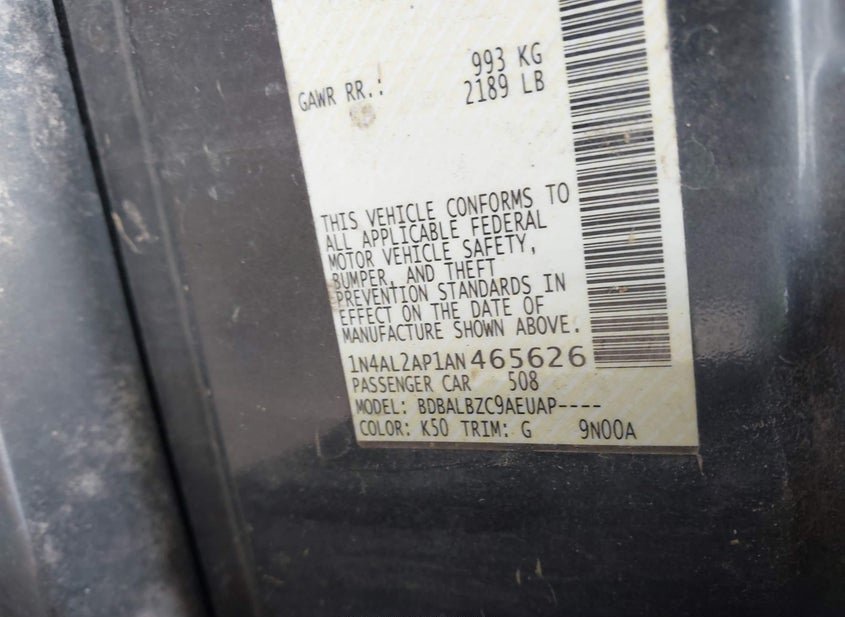 993 KG
GAWR RR.: 2189 LB
THIS VEHICLE CONFORMS TO
ALL APPLICABLE FEDERAL
MOTOR VEHICLE SAFETY,
BUMPER, AND THEFT
PREVENTION STANDARDS IN
EFFECT ON THE DATE OF
MANUFACTURE SHOWN ABOVE.
1N4AL2AP1AN465626
PASSENGER CAR 508
MODEL: BDBALBZC9AEUAP----
COLOR: K50 TRIM: G 9N00A